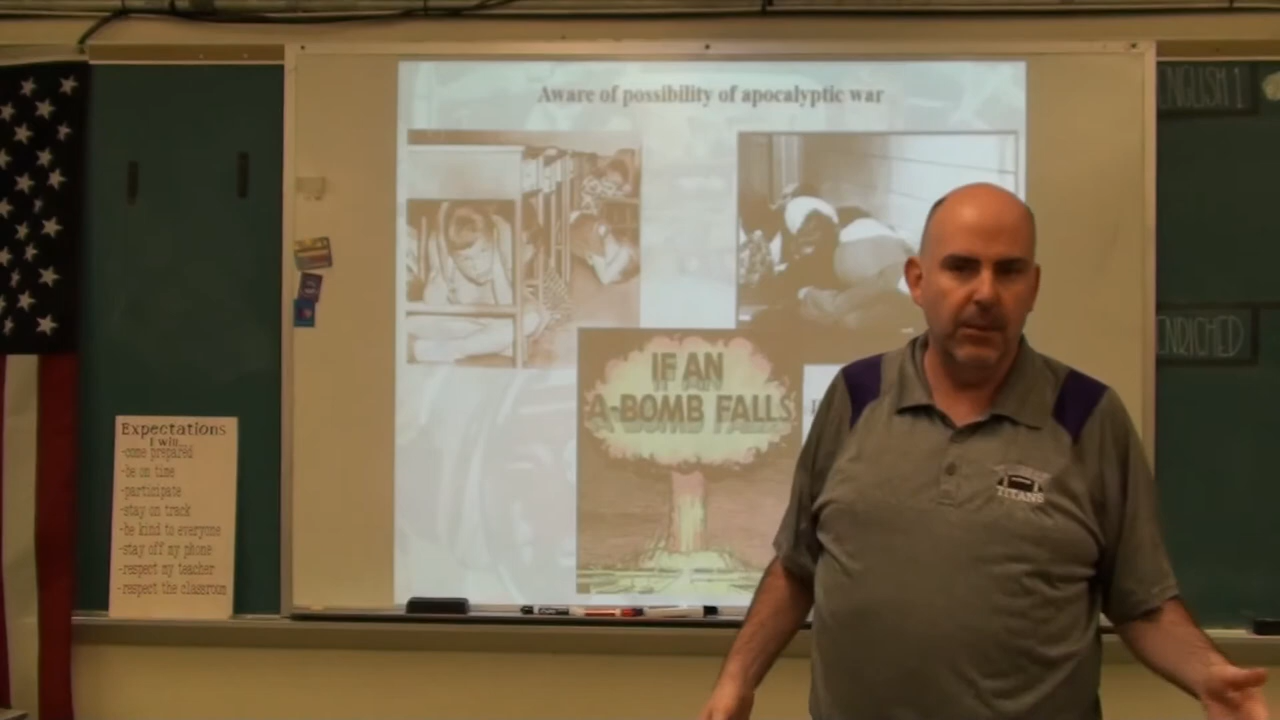 Aware of possibility of apocalyptic war
IF AN
A-BOMB FALLS
Expectations
I will...
-come prepared
-be on time
-participate
-stay on track
-be kind to everyone
-stay off my phone
-respect my teacher
-respect the classroom
TITANS
ENGLISH 1
ENRICHED